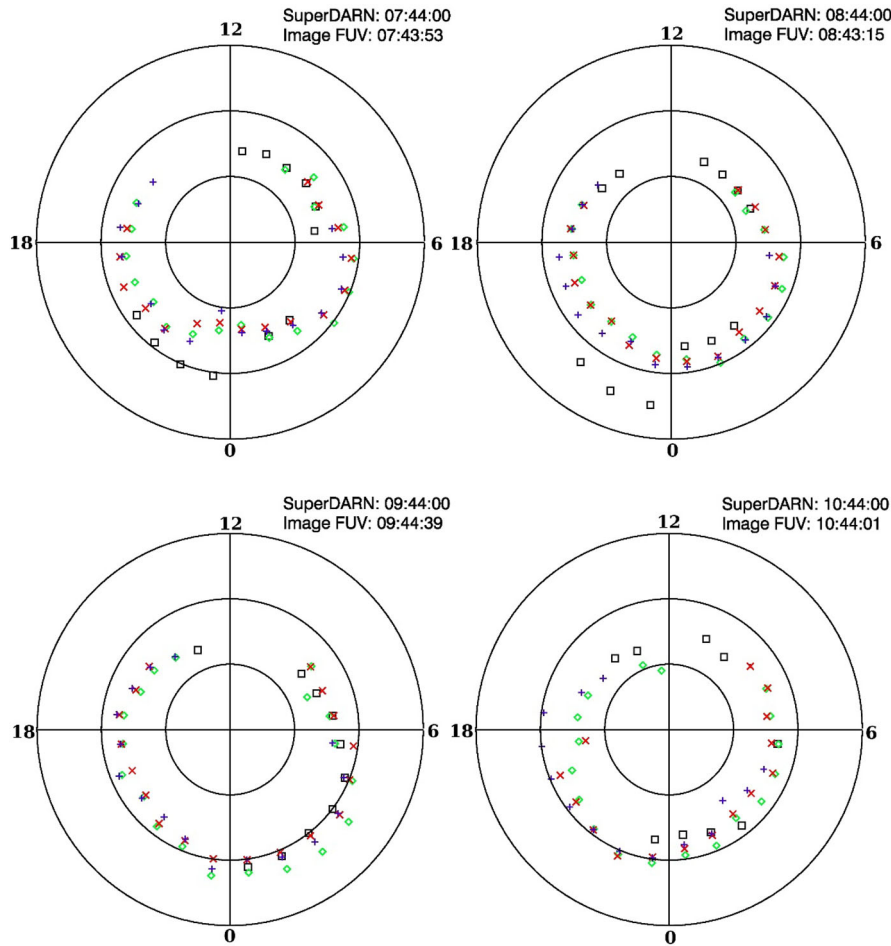 SuperDARN: 07:44:00
Image FUV: 07:43:53
12
18
6
0
SuperDARN: 08:44:00
Image FUV: 08:43:15
12
18
6
0
SuperDARN: 09:44:00
Image FUV: 09:44:39
12
18
6
0
SuperDARN: 10:44:00
Image FUV: 10:44:01
12
18
6
0